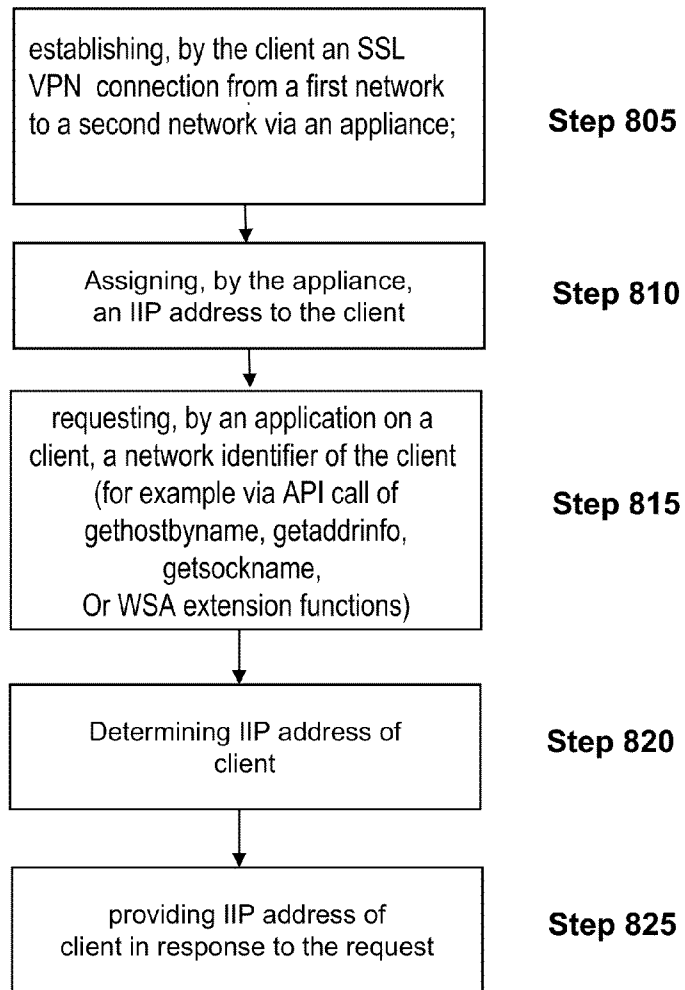 establishing, by the client an SSL
VPN connection from a first network
to a second network via an appliance;
Step 805
Assigning, by the appliance,
an IIP address to the client
Step 810
requesting, by an application on a
client, a network identifier of the client
(for example via API call of
gethostbyname, getaddrinfo,
getsockname,
Or WSA extension functions)
Step 815
Determining IIP address of
client
Step 820
providing IIP address of
client in response to the request
Step 825